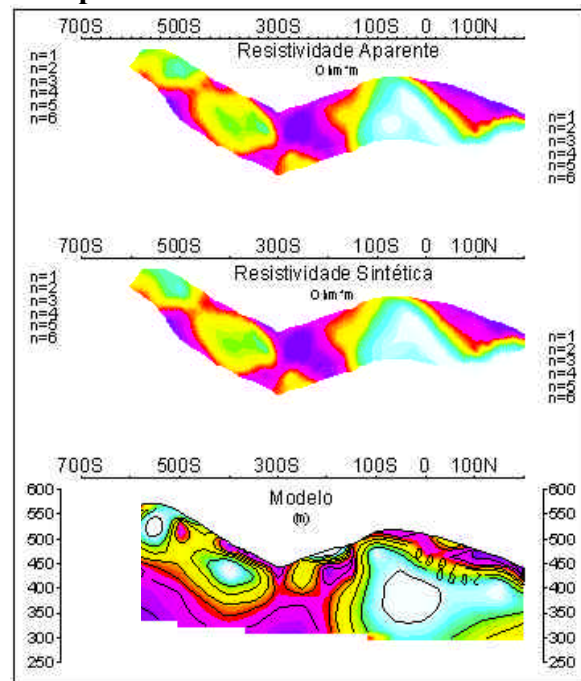 700S 500S 300S 100S 0 100N
Resistividade Aparente
Ohm*m
n=1
n=2
n=3
n=4
n=5
n=6
n=1
n=2
n=3
n=4
n=5
n=6
700S 500S 300S 100S 0 100N
Resistividade Sintética
Ohm*m
n=1
n=2
n=3
n=4
n=5
n=6
n=1
n=2
n=3
n=4
n=5
n=6
700S 500S 300S 100S 0 100N
Modelo
(m)
600
550
500
450
400
350
300
250
600
550
500
450
400
350
300
250